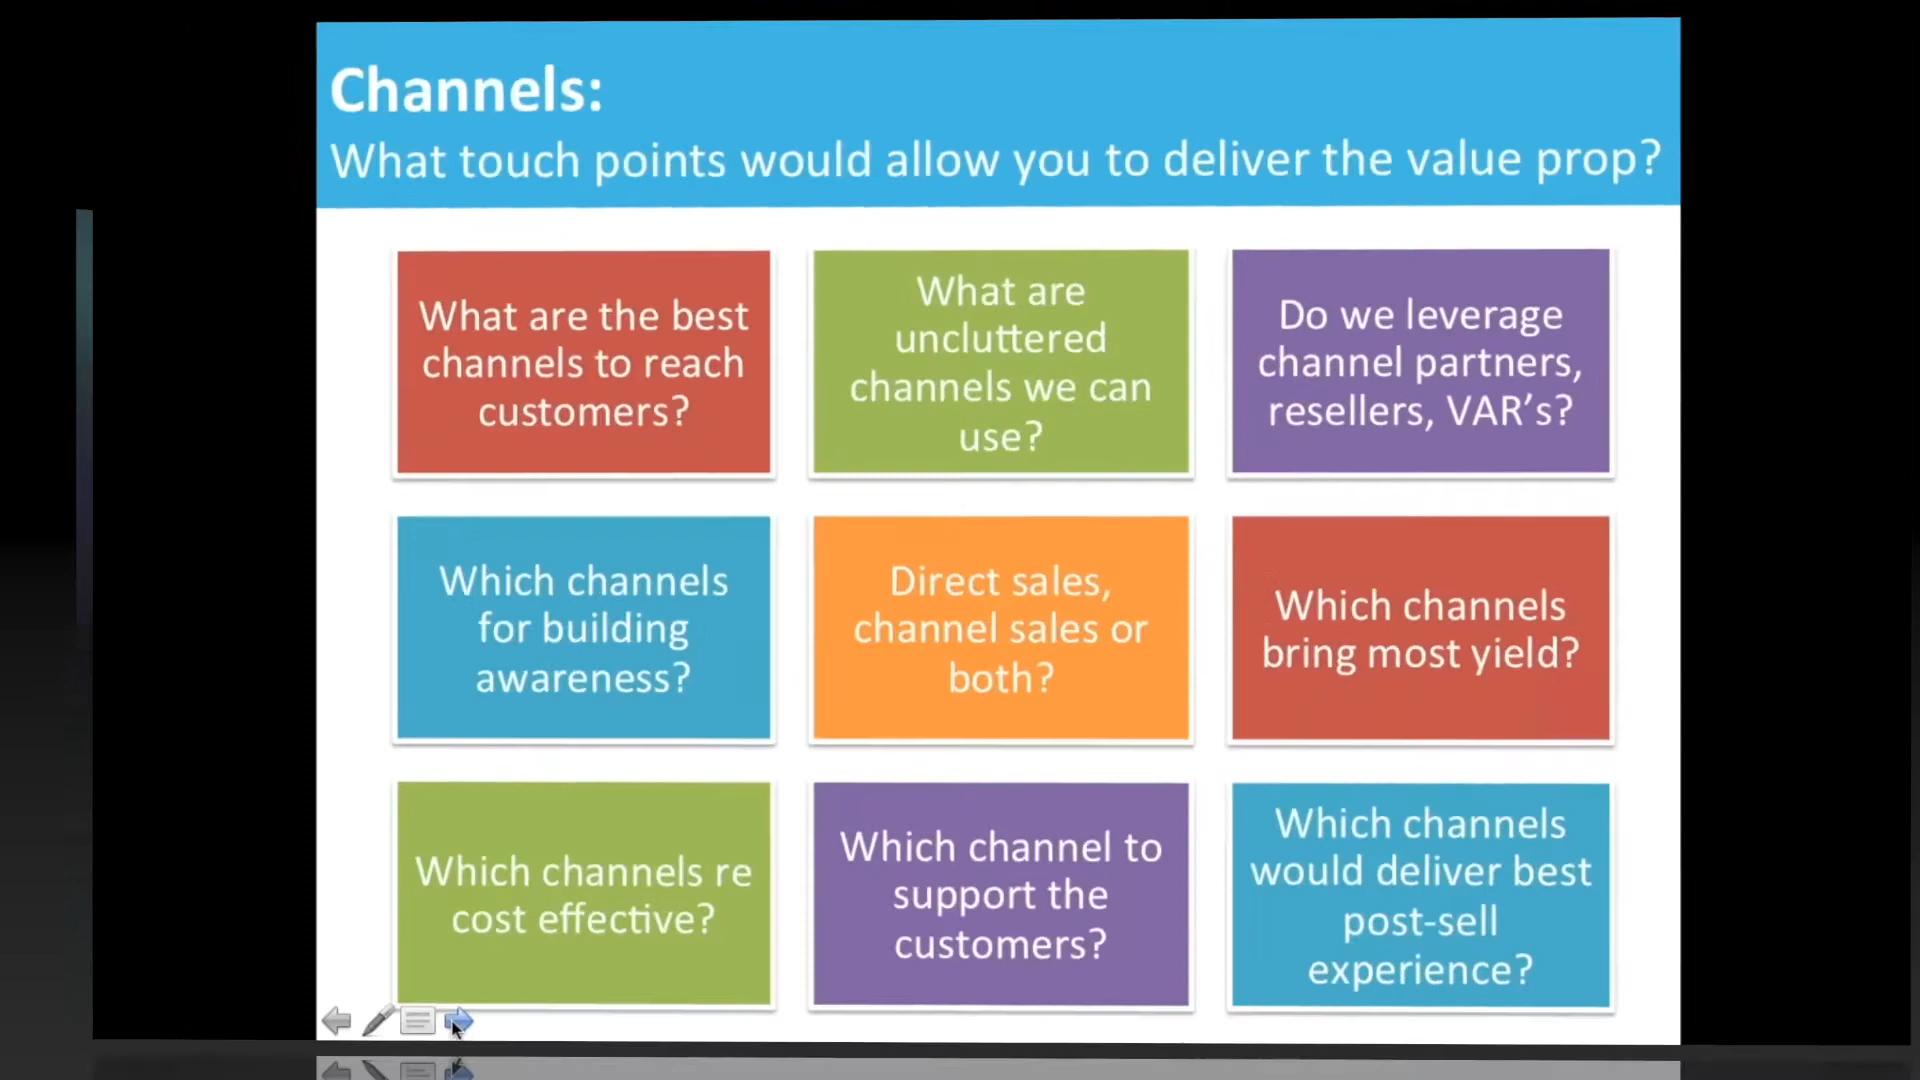 Channels:
What touch points would allow you to deliver the value prop?
What are the best
channels to reach
customers?
What are
uncluttered
channels we can
use?
Do we leverage
channel partners,
resellers, VAR's?
Which channels
for building
awareness?
Direct sales,
channel sales or
both?
Which channels
bring most yield?
Which channels re
cost effective?
Which channel to
support the
customers?
Which channels
would deliver best
post-sell
experience?